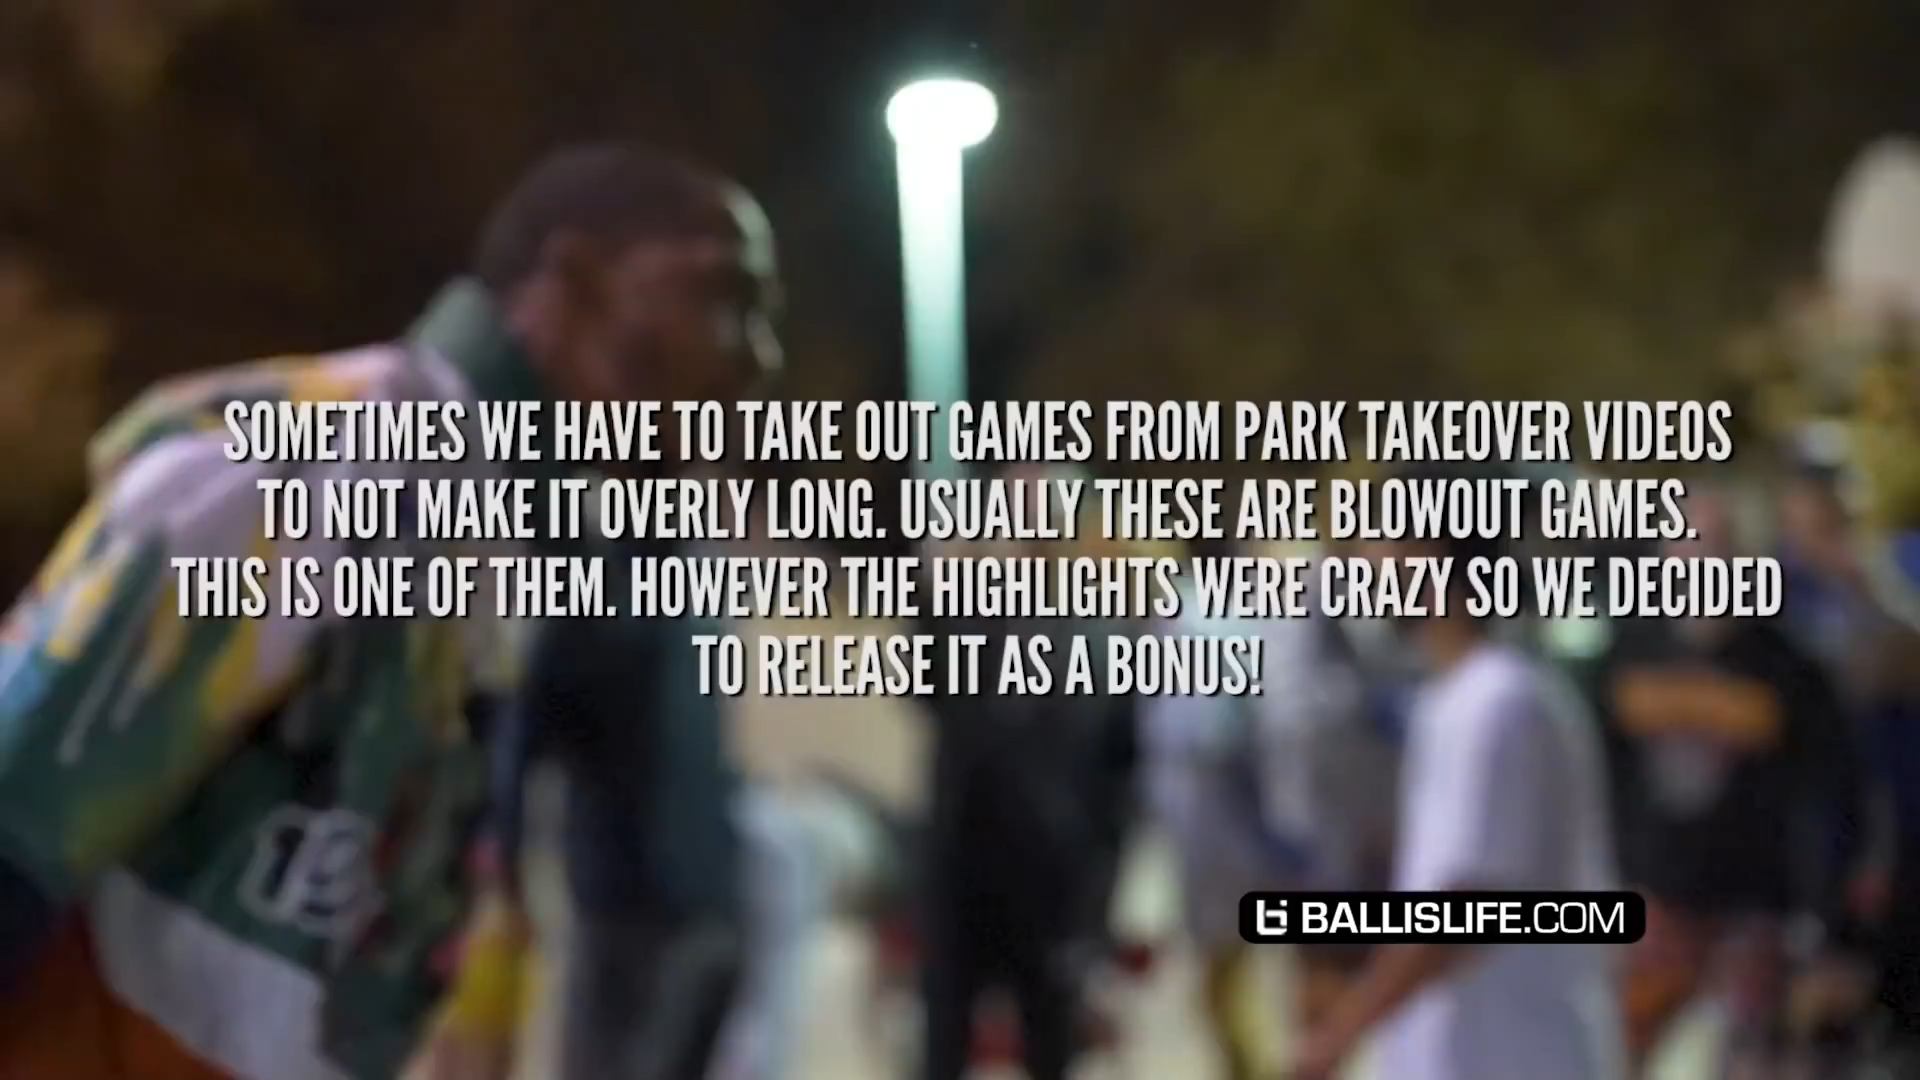 SOMETIMES WE HAVE TO TAKE OUT GAMES FROM PARK TAKEOVER VIDEOS
TO NOT MAKE IT OVERLY LONG. USUALLY THESE ARE BLOWOUT GAMES.
THIS IS ONE OF THEM. HOWEVER THE HIGHLIGHTS WERE CRAZY SO WE DECIDED
TO RELEASE IT AS A BONUS!
BALLISLIFE.COM